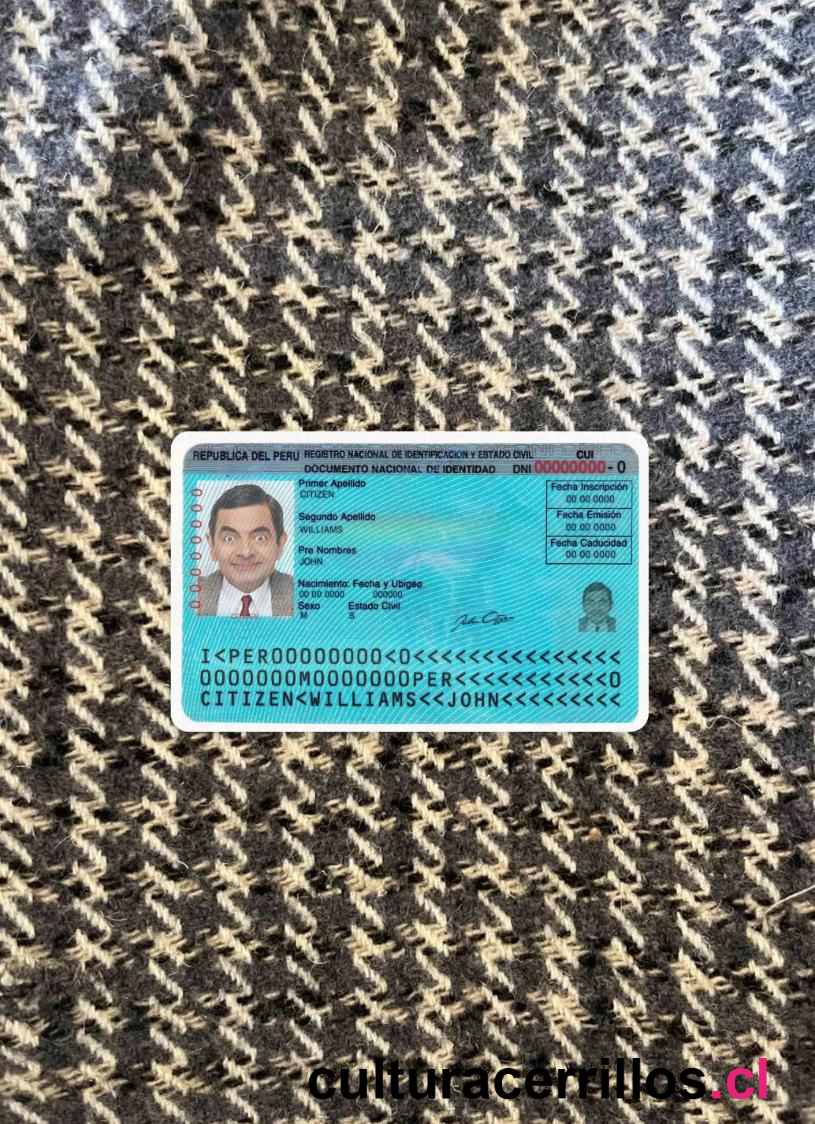 REPUBLICA DEL PERU REGISTRO NACIONAL DE IDENTIFICACION Y ESTADO CIVIL CUI
DOCUMENTO NACIONAL DE IDENTIDAD DNI 00000000 - 0
Primer Apellido
CITIZEN
Segundo Apellido
WILLIAMS
Pre Nombres
JOHN
Nacimiento: Fecha y Ubigeo
00 00 0000 000000
Sexo Estado Civil
M S
Fecha Inscripción
00 00 0000
Fecha Emisión
00 00 0000
Fecha Caducidad
00 00 0000
00000000
I<PER00000000<0<<<<<<<<<<<<<<<
0000000M0000000PER<<<<<<<<<<<0
CITIZEN<WILLIAMS<<JOHN<<<<<<<<<
culturacerrillos.cl